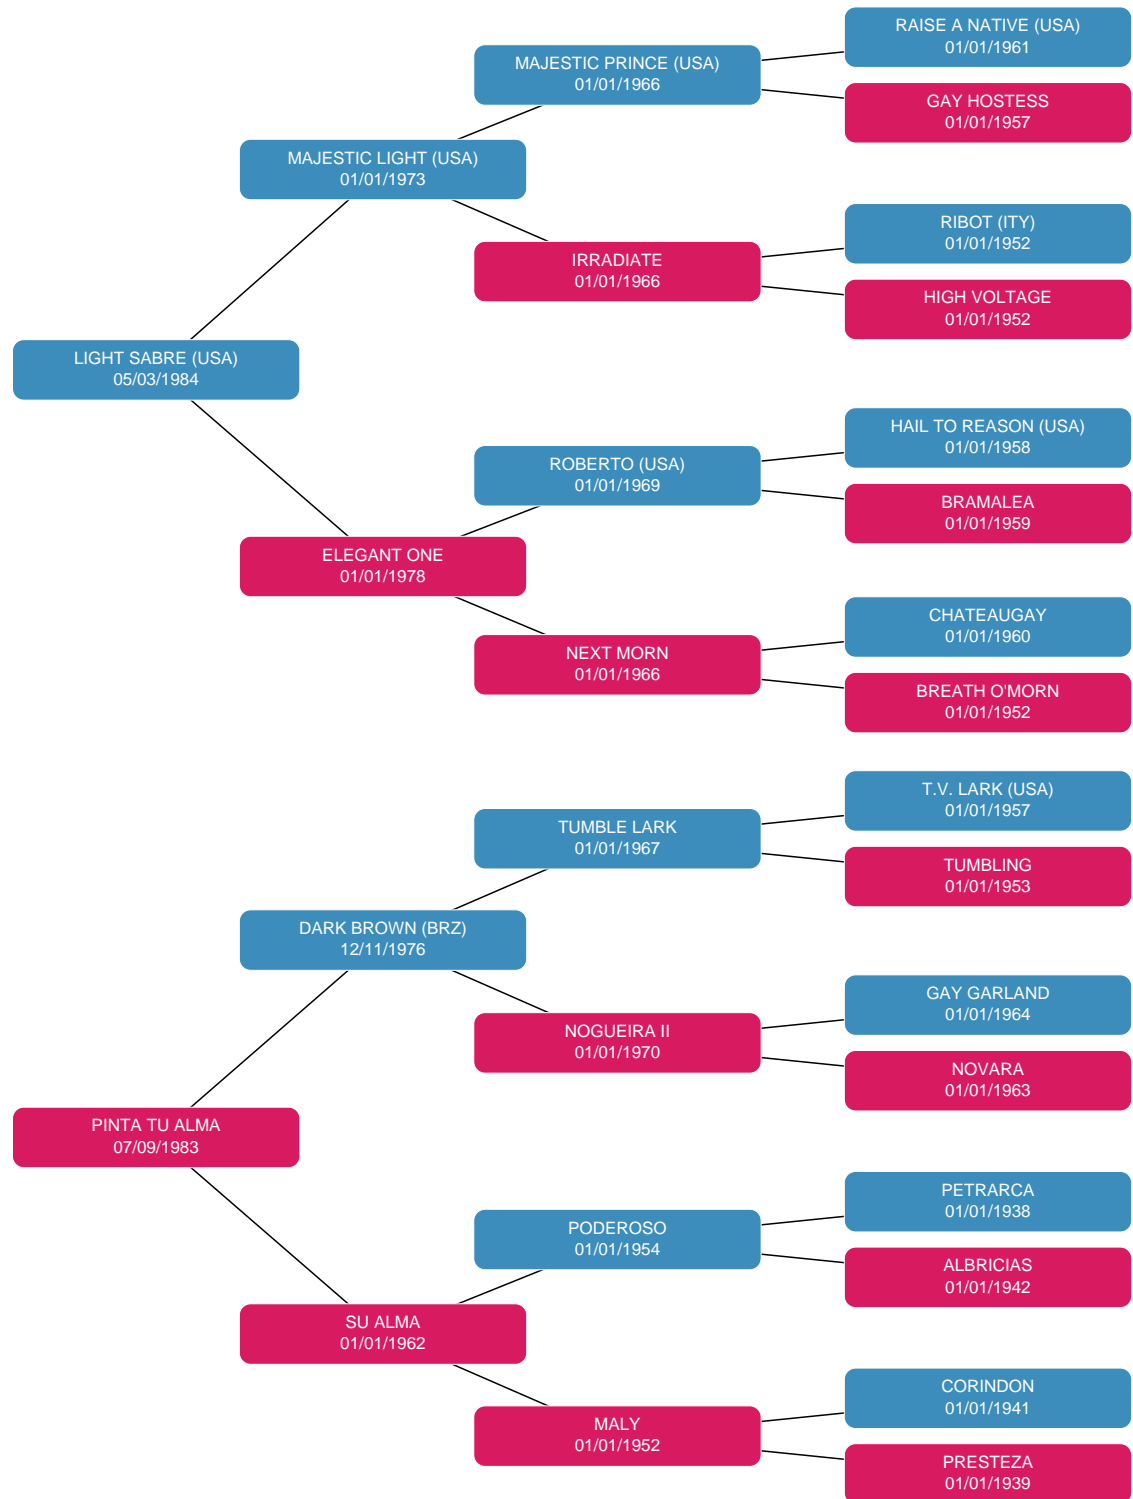 RAISE A NATIVE (USA)
01/01/1961
MAJESTIC PRINCE (USA)
01/01/1966
GAY HOSTESS
01/01/1957
MAJESTIC LIGHT (USA)
01/01/1973
RIBOT (ITY)
01/01/1952
IRRADIATE
01/01/1966
HIGH VOLTAGE
01/01/1952
LIGHT SABRE (USA)
05/03/1984
HAIL TO REASON (USA)
01/01/1958
ROBERTO (USA)
01/01/1969
BRAMALEA
01/01/1959
ELEGANT ONE
01/01/1978
CHATEAUGAY
01/01/1960
NEXT MORN
01/01/1966
BREATH O'MORN
01/01/1952
T.V. LARK (USA)
01/01/1957
TUMBLE LARK
01/01/1967
TUMBLING
01/01/1953
DARK BROWN (BRZ)
12/11/1976
GAY GARLAND
01/01/1964
NOGUEIRA II
01/01/1970
NOVARA
01/01/1963
PINTA TU ALMA
07/09/1983
PETRARCA
01/01/1938
PODEROSO
01/01/1954
ALBRICIAS
01/01/1942
SU ALMA
01/01/1962
CORINDON
01/01/1941
MALY
01/01/1952
PRESTEZA
01/01/1939